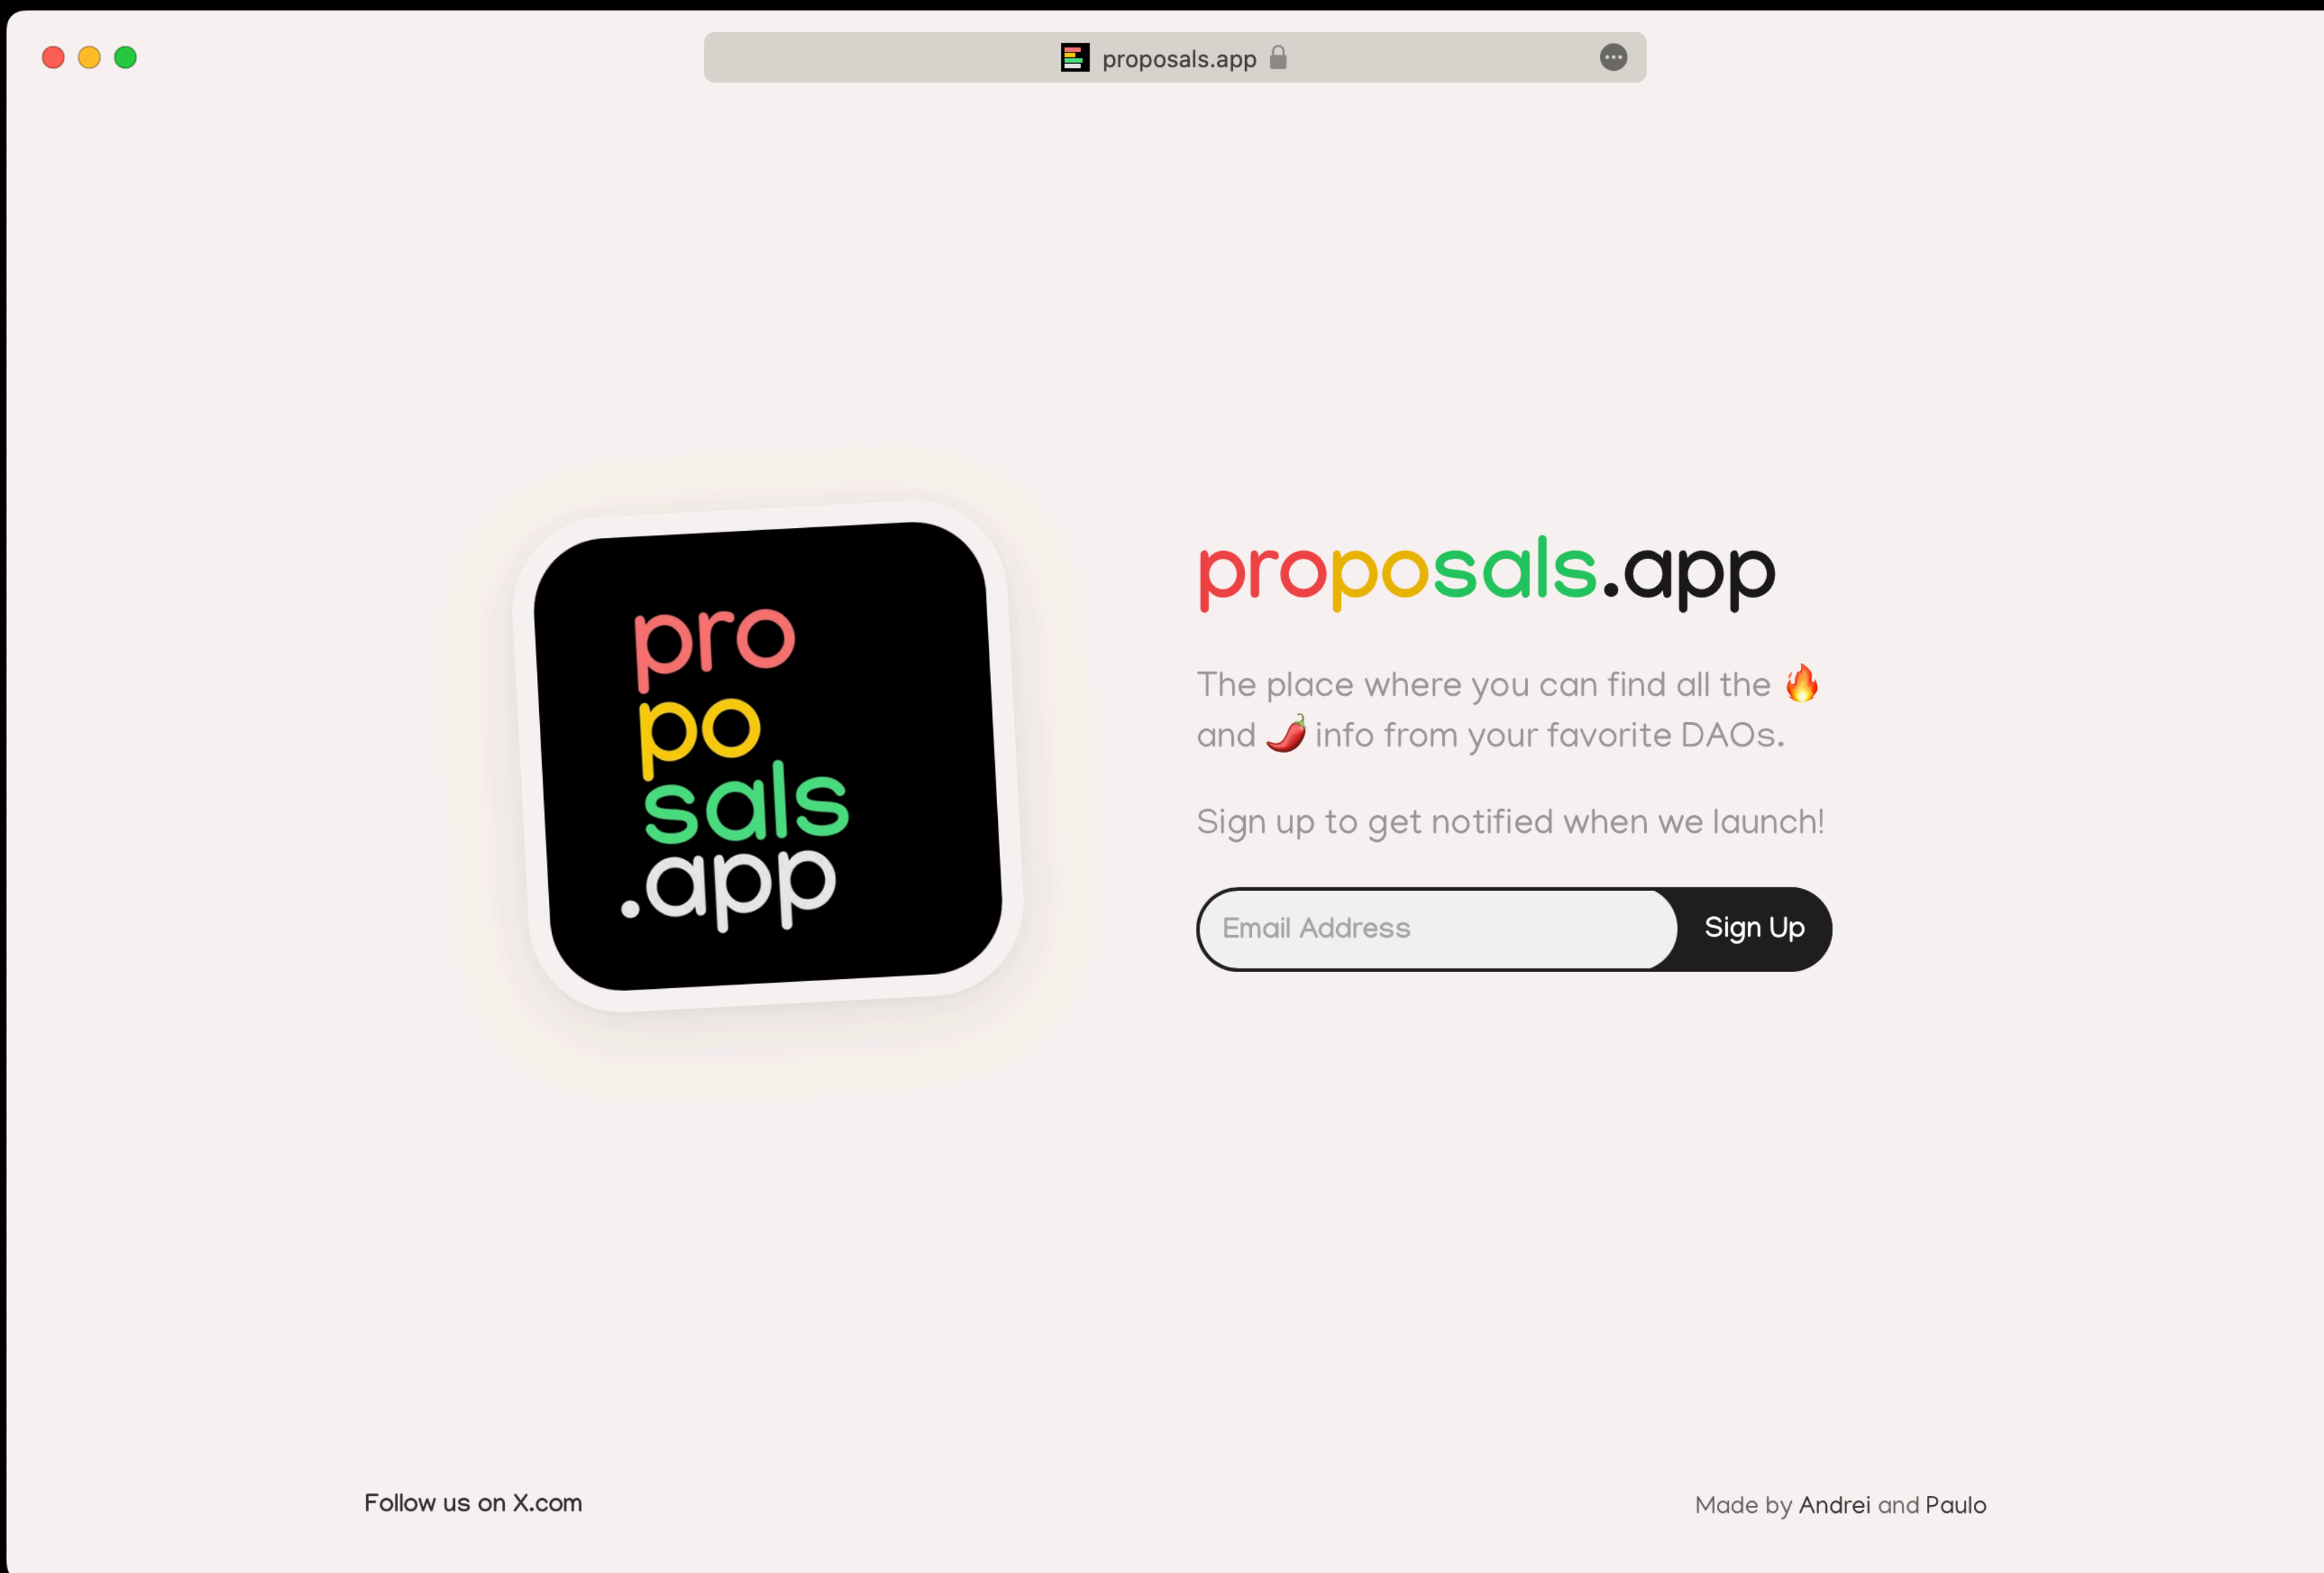 proposals.app
pro
po
sals
.app
proposals.app
The place where you can find all the 🔥
and 🌶️ info from your favorite DAOs.
Sign up to get notified when we launch!
Email Address
Sign Up
Follow us on X.com
Made by Andrei and Paulo